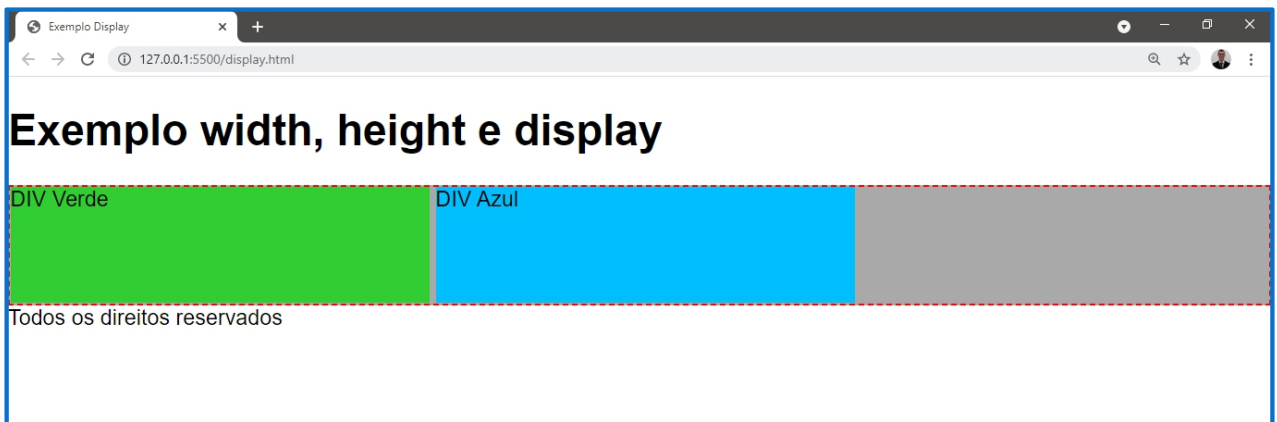 Exemplo Display
127.0.0.1:5500/display.html
Exemplo width, height e display
DIV Verde
DIV Azul
Todos os direitos reservados